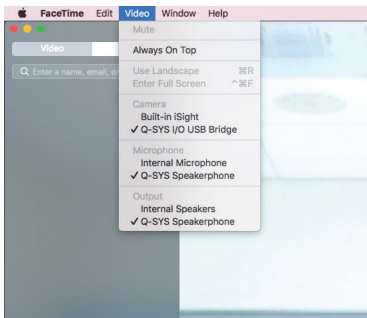 FaceTime Edit Video Window Help
Video
Enter a name, email, or
Mute
Always On Top
Use Landscape ⌘R
Enter Full Screen ^⌘F
Camera
Built-in iSight
✓ Q-SYS I/O USB Bridge
Microphone
Internal Microphone
✓ Q-SYS Speakerphone
Output
Internal Speakers
✓ Q-SYS Speakerphone